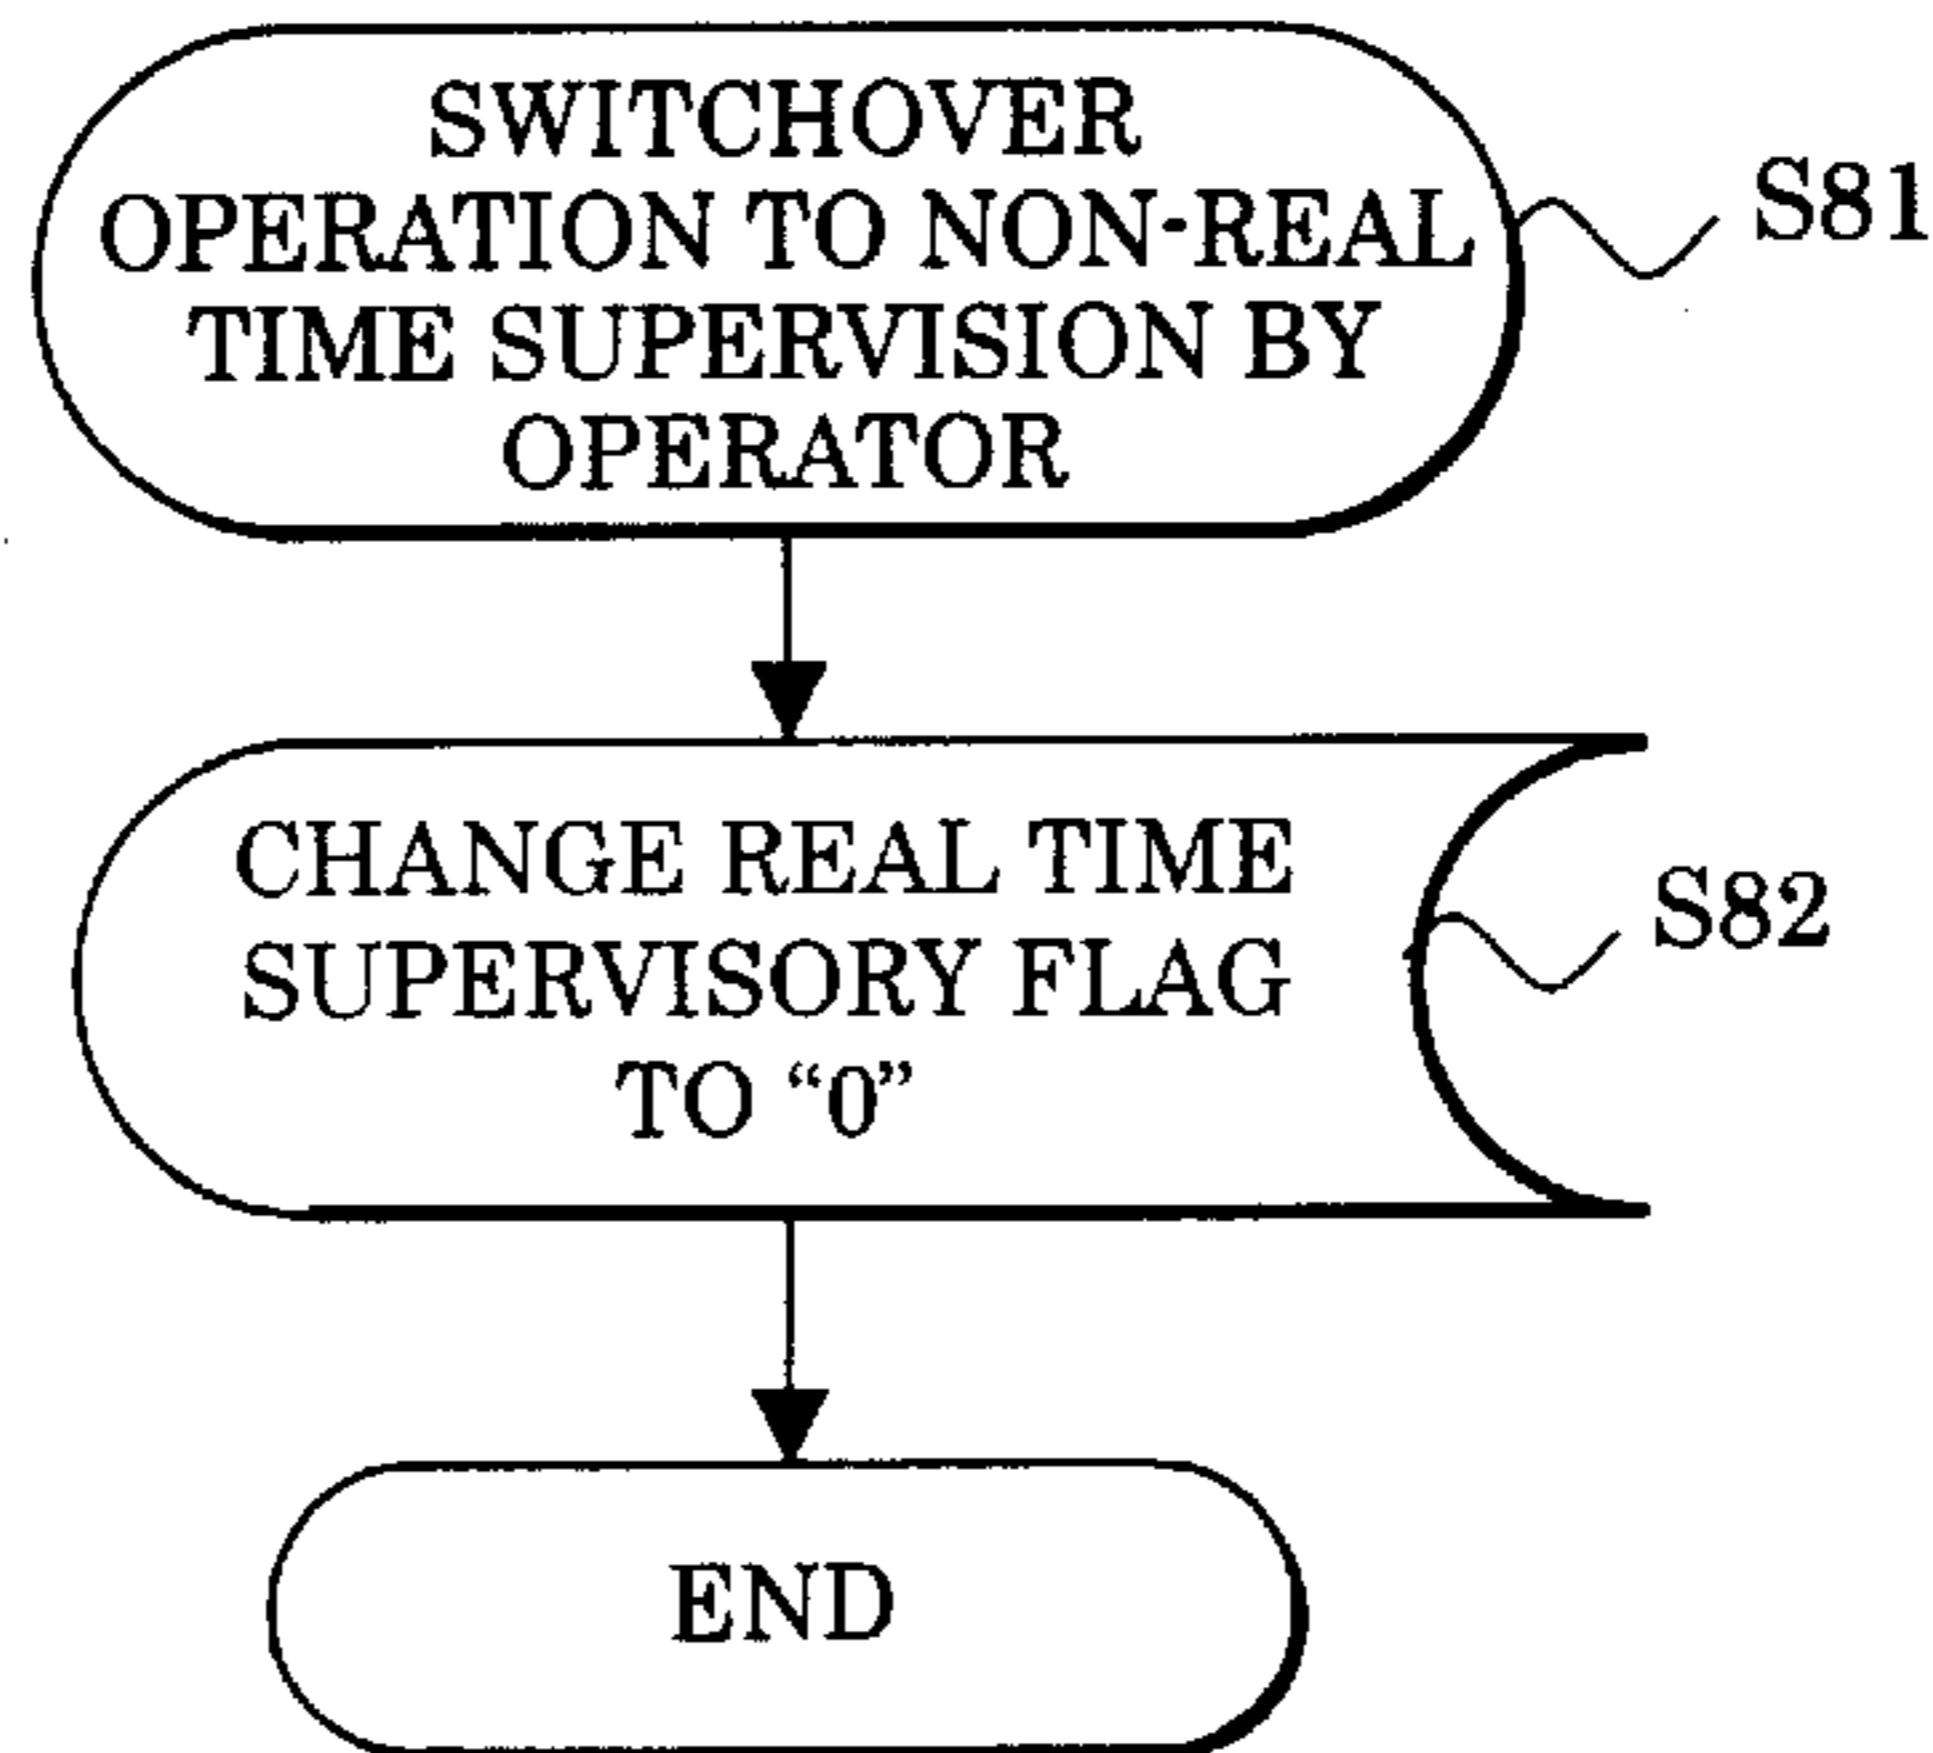 SWITCHOVER
OPERATION TO NON-REAL
TIME SUPERVISION BY
OPERATOR
S81
CHANGE REAL TIME
SUPERVISORY FLAG
TO “0”
S82
END